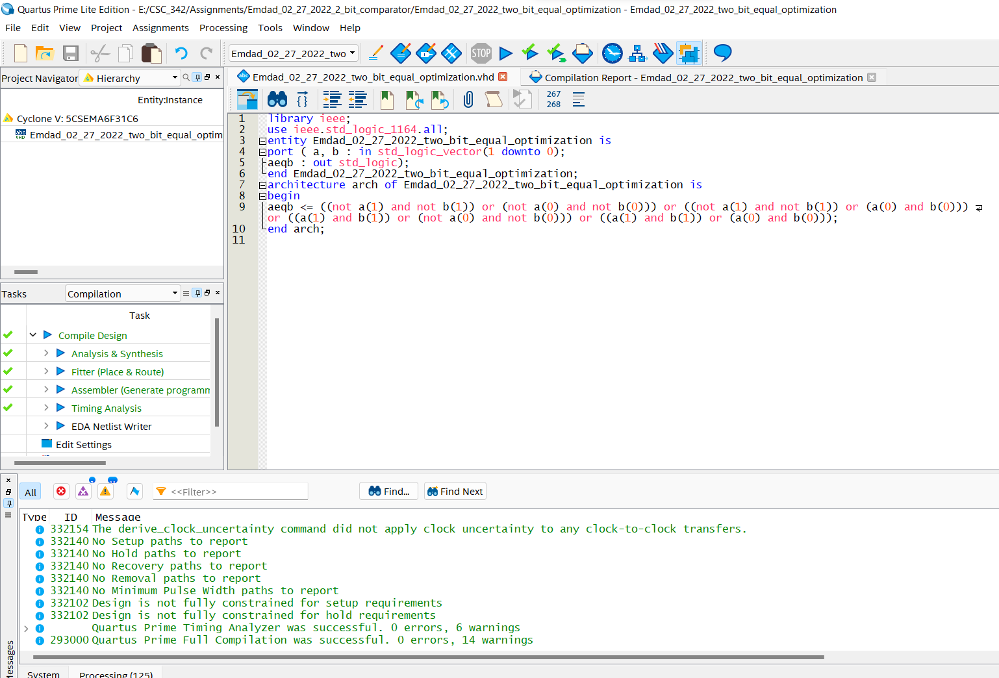 Quartus Prime Lite Edition - E:/CSC_342/Assignments/Emdad_02_27_2022_2_bit_comparator/Emdad_02_27_2022_two_bit_equal_optimization - Emdad_02_27_2022_two_bit_equal_optimization
File Edit View Project Assignments Processing Tools Window Help
Emdad_02_27_2022_two STOP
Project Navigator Hierarchy
Emdad_02_27_2022_two_bit_equal_optimization.vhd
Compilation Report - Emdad_02_27_2022_two_bit_equal_optimization
267
268
Entity:Instance
Cyclone V: 5CSEMA6F31C6
abc
VHD
Emdad_02_27_2022_two_bit_equal_optim
1 library ieee;
2 use ieee.std_logic_1164.all;
3 entity Emdad_02_27_2022_two_bit_equal_optimization is
4 port ( a, b : in std_logic_vector(1 downto 0);
5 aeqb : out std_logic);
6 end Emdad_02_27_2022_two_bit_equal_optimization;
7 architecture arch of Emdad_02_27_2022_two_bit_equal_optimization is
8 begin
9 aeqb <= ((not a(1) and not b(1)) or (not a(0) and not b(0))) or ((not a(1) and not b(1)) or (a(0) and b(0)))
or ((a(1) and b(1)) or (not a(0) and not b(0))) or ((a(1) and b(1)) or (a(0) and b(0)));
10 end arch;
11
Tasks Compilation
Task
Compile Design
Analysis & Synthesis
Fitter (Place & Route)
Assembler (Generate programm
Timing Analysis
EDA Netlist Writer
Edit Settings
All <<Filter>> Find... Find Next
Type ID Message
332154 The derive_clock_uncertainty command did not apply clock uncertainty to any clock-to-clock transfers.
332140 No Setup paths to report
332140 No Hold paths to report
332140 No Recovery paths to report
332140 No Removal paths to report
332140 No Minimum Pulse Width paths to report
332102 Design is not fully constrained for setup requirements
332102 Design is not fully constrained for hold requirements
Quartus Prime Timing Analyzer was successful. 0 errors, 6 warnings
293000 Quartus Prime Full Compilation was successful. 0 errors, 14 warnings
Messages
System Processing (125)